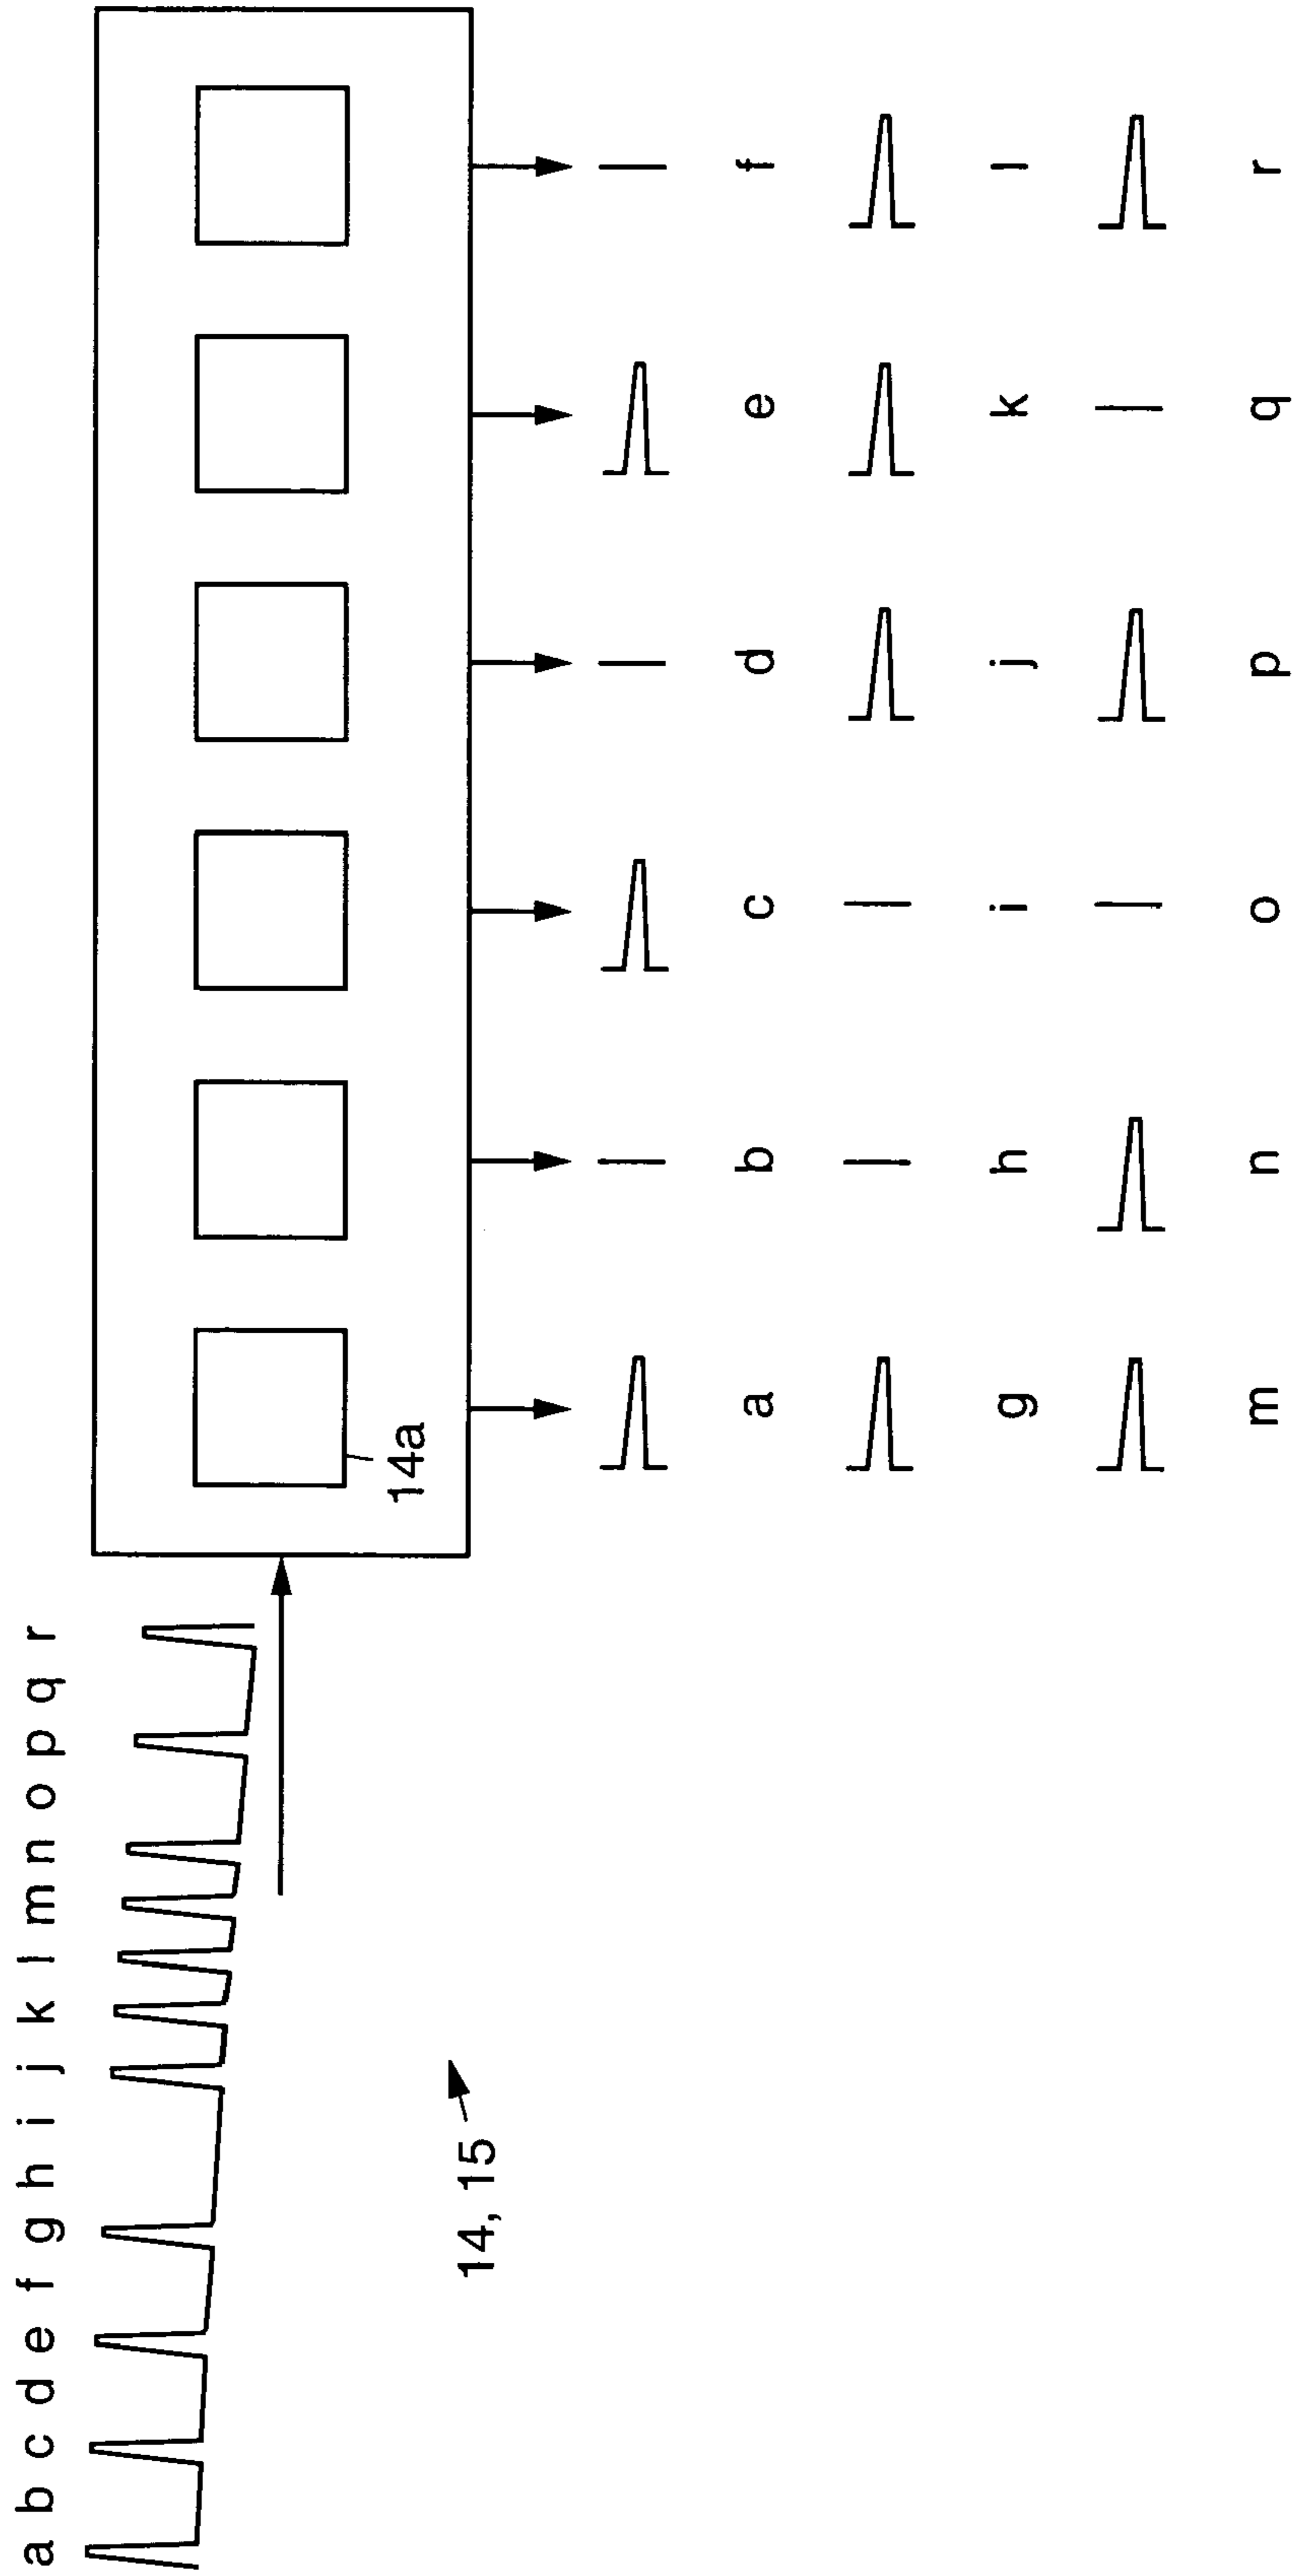 a b c d e f g h i j k l m n o p q r
14a
14, 15
a b c d e f
g h i j k l
m n o p q r